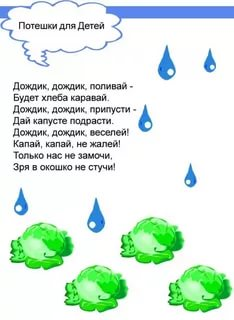 Потешки для Детей
Дождик, дождик, поливай -
Будет хлеба каравай.
Дождик, дождик, припусти -
Дай капусте подрасти.
Дождик, дождик, веселей!
Капай, капай, не жалей!
Только нас не замочи,
Зря в окошко не стучи!